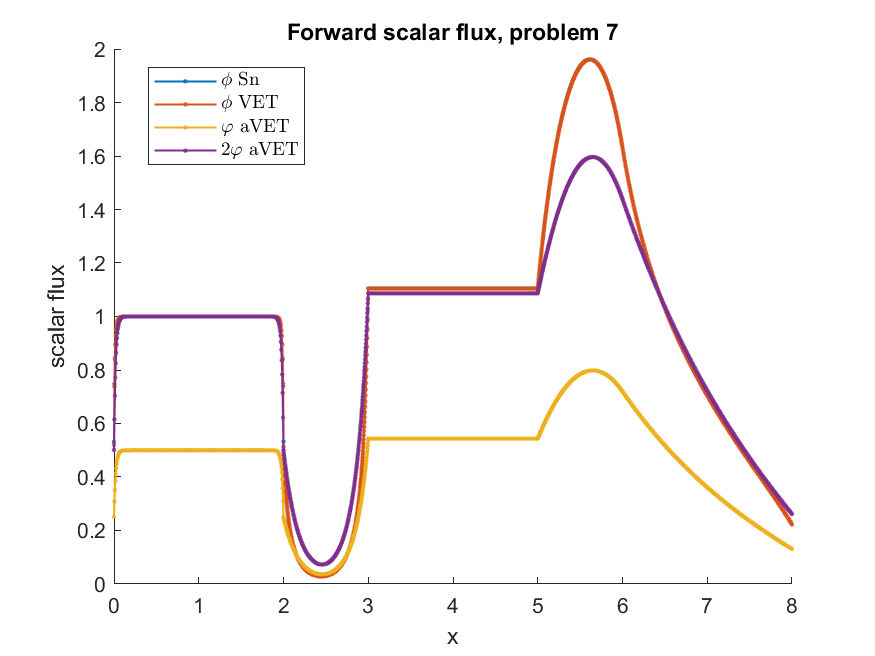 Forward scalar flux, problem 7
ϕ Sn
ϕ VET
φ aVET
2φ aVET
scalar flux
2
1.8
1.6
1.4
1.2
1
0.8
0.6
0.4
0.2
0
0 1 2 3 4 5 6 7 8
x